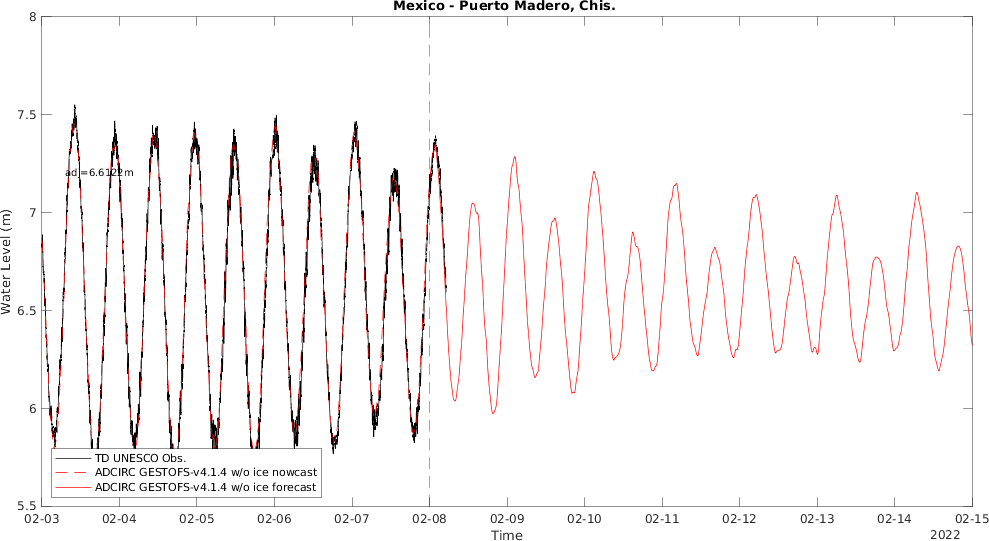 Mexico - Puerto Madero, Chis.
8
7.5
7
6.5
6
5.5
Water Level (m)
ad =6.6122m
TD UNESCO Obs.
ADCIRC GESTOFS-v4.1.4 w/o ice nowcast
ADCIRC GESTOFS-v4.1.4 w/o ice forecast
02-03 02-04 02-05 02-06 02-07 02-08 02-09 02-10 02-11 02-12 02-13 02-14 02-15
Time
2022